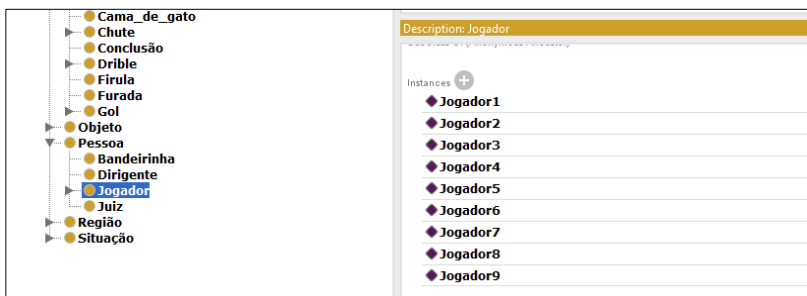 Cama_de_gato
Chute
Conclusão
Drible
Firula
Furada
Gol
Objeto
Pessoa
Bandeirinha
Dirigente
Jogador
Juiz
Região
Situação
Description: Jogador
Instances
Jogador1
Jogador2
Jogador3
Jogador4
Jogador5
Jogador6
Jogador7
Jogador8
Jogador9